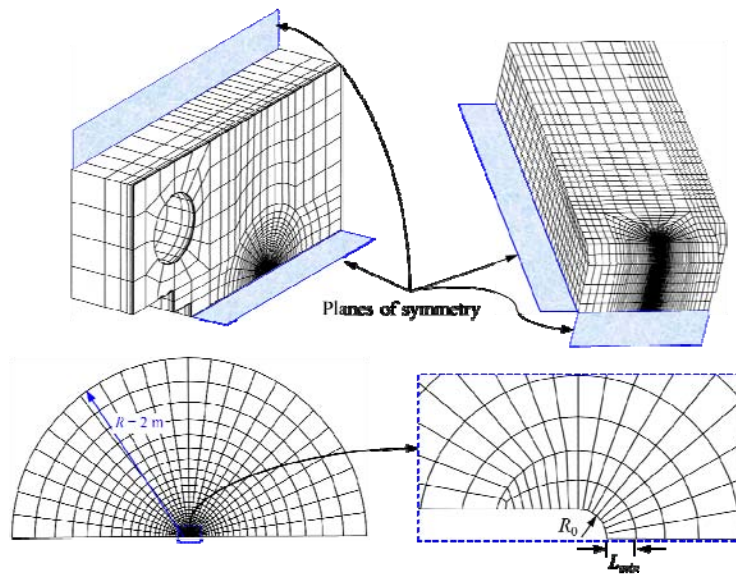 Planes of symmetry
R = 2 m
R₀
Lmin